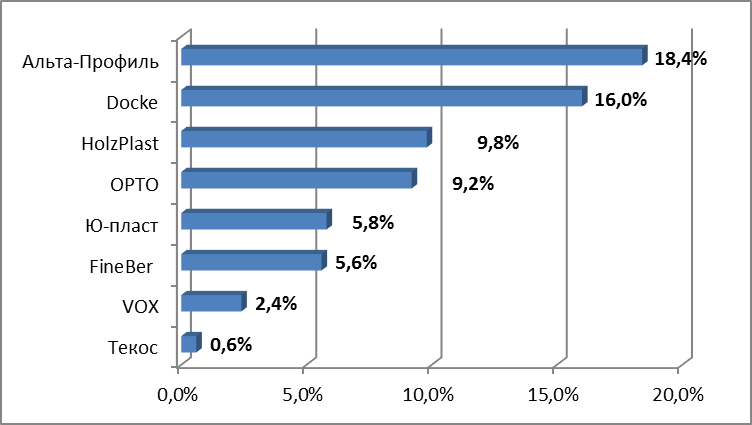 Альта-Профиль 18,4%
Docke 16,0%
HolzPlast 9,8%
ОРТО 9,2%
Ю-пласт 5,8%
FineBer 5,6%
VOX 2,4%
Текос 0,6%
0,0% 5,0% 10,0% 15,0% 20,0%